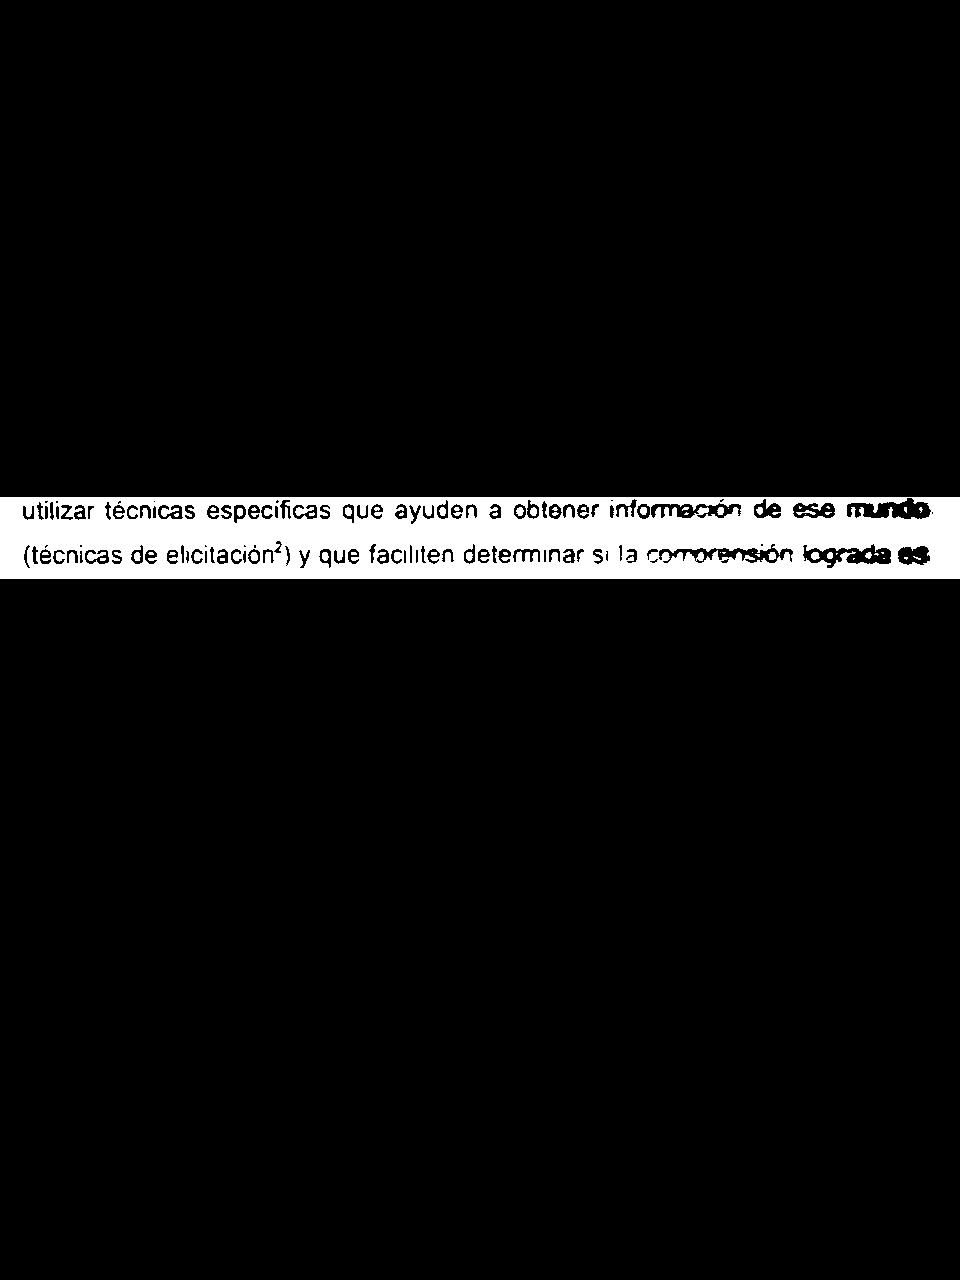 utilizar técnicas específicas que ayuden a obtener información de ese mundo
(técnicas de elicitación²) y que faciliten determinar si la comprensión lograda es